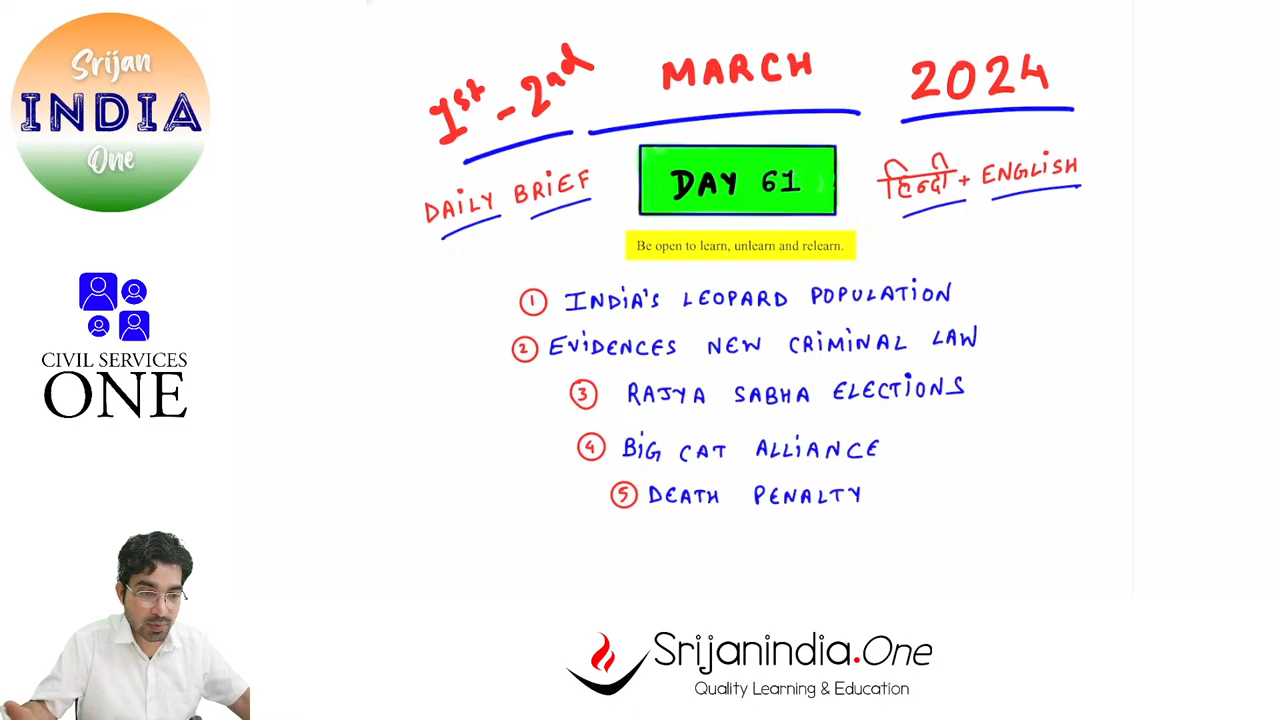 Srijan
INDIA
One
1st - 2nd MARCH 2024
DAILY BRIEF
DAY 61
हिन्दी + ENGLISH
Be open to learn, unlearn and relearn.
1 INDIA'S LEOPARD POPULATION
2 EVIDENCES NEW CRIMINAL LAW
3 RAJYA SABHA ELECTIONS
4 BIG CAT ALLIANCE
5 DEATH PENALTY
CIVIL SERVICES
ONE
Srijanindia.One
Quality Learning & Education